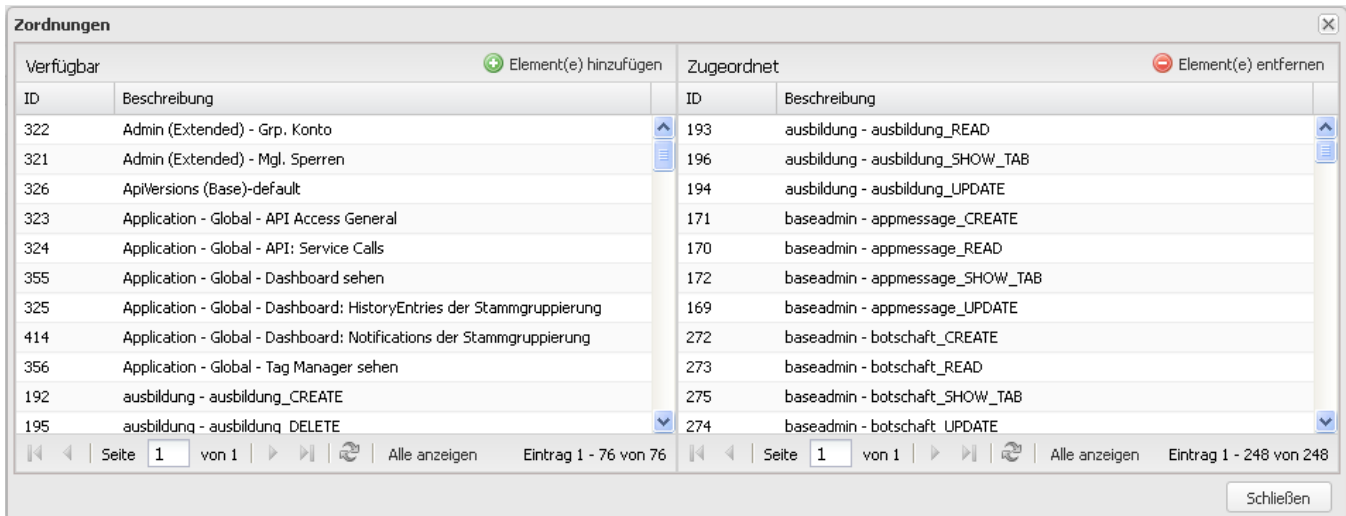 Zordnungen
Verfügbar Element(e) hinzufügen
ID Beschreibung
322 Admin (Extended) - Grp. Konto
321 Admin (Extended) - Mgl. Sperren
326 ApiVersions (Base)-default
323 Application - Global - API Access General
324 Application - Global - API: Service Calls
355 Application - Global - Dashboard sehen
325 Application - Global - Dashboard: HistoryEntries der Stammgruppierung
414 Application - Global - Dashboard: Notifications der Stammgruppierung
356 Application - Global - Tag Manager sehen
192 ausbildung - ausbildung_CREATE
195 ausbildung - ausbildung_DELETE
Seite 1 von 1 Alle anzeigen Eintrag 1 - 76 von 76
Zugeordnet Element(e) entfernen
ID Beschreibung
193 ausbildung - ausbildung_READ
196 ausbildung - ausbildung_SHOW_TAB
194 ausbildung - ausbildung_UPDATE
171 baseadmin - appmessage_CREATE
170 baseadmin - appmessage_READ
172 baseadmin - appmessage_SHOW_TAB
169 baseadmin - appmessage_UPDATE
272 baseadmin - botschaft_CREATE
273 baseadmin - botschaft_READ
275 baseadmin - botschaft_SHOW_TAB
274 baseadmin - botschaft_UPDATE
Seite 1 von 1 Alle anzeigen Eintrag 1 - 248 von 248
Schließen